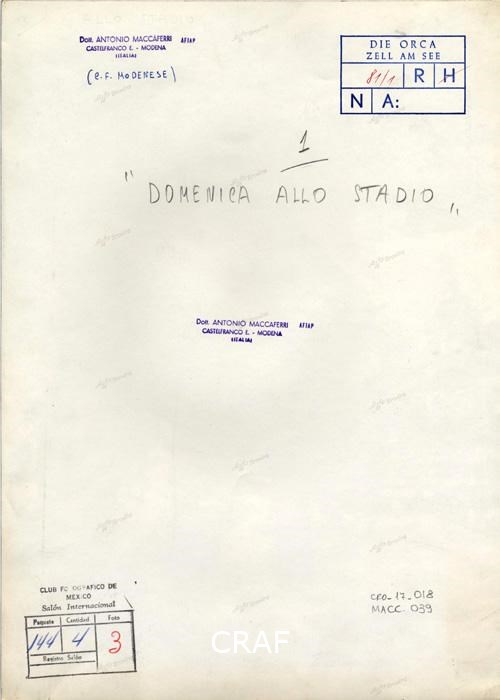 Dott. ANTONIO MACCAFERRI AFIAP
CASTELFRANCO E. - MODENA
(ITALIA)
(C.F. MODENESE)
DIE ORCA
ZELL AM SEE
81/1 R H
N A:
1
"DOMENICA ALLO STADIO"
Dott. ANTONIO MACCAFERRI AFIAP
CASTELFRANCO E. - MODENA
(ITALIA)
CLUB FOTOGRAFICO DE
MEXICO
Salón Internacional
Paquete Cantidad Foto
144 4 3
Registro Salón
CFO_17_018
MACC. 039
CRAF